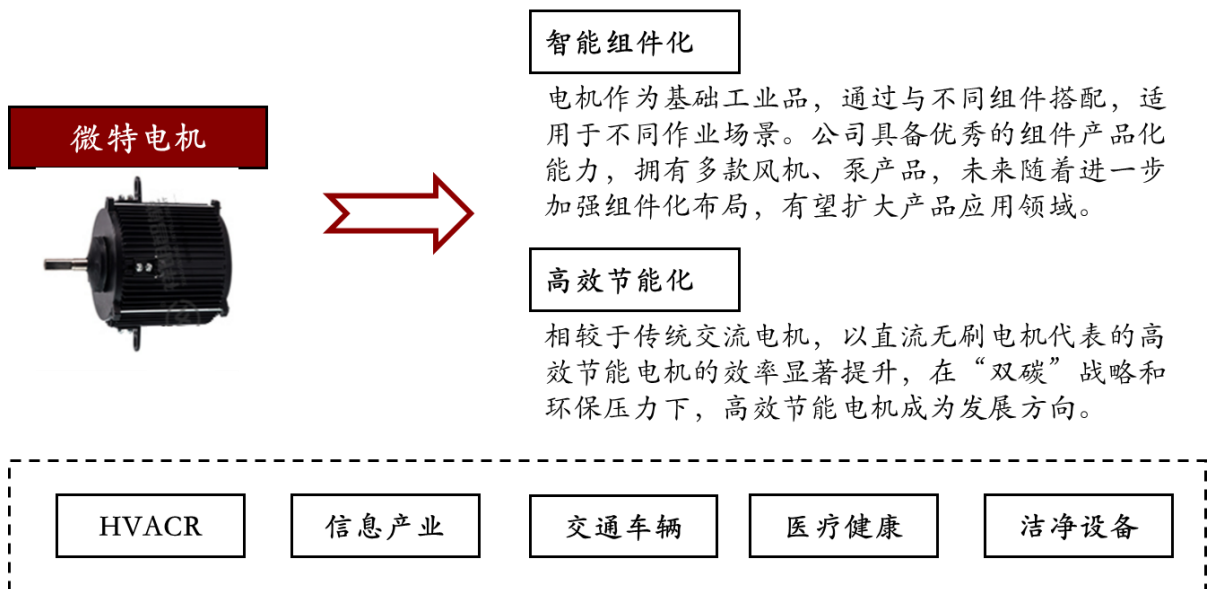 微特电机
智能组件化
电机作为基础工业品，通过与不同组件搭配，适
用于不同作业场景。公司具备优秀的组件产品化
能力，拥有多款风机、泵产品，未来随着进一步
加强组件化布局，有望扩大产品应用领域。
高效节能化
相较于传统交流电机，以直流无刷电机代表的高
效节能电机的效率显著提升，在“双碳”战略和
环保压力下，高效节能电机成为发展方向。
HVACR
信息产业
交通车辆
医疗健康
洁净设备